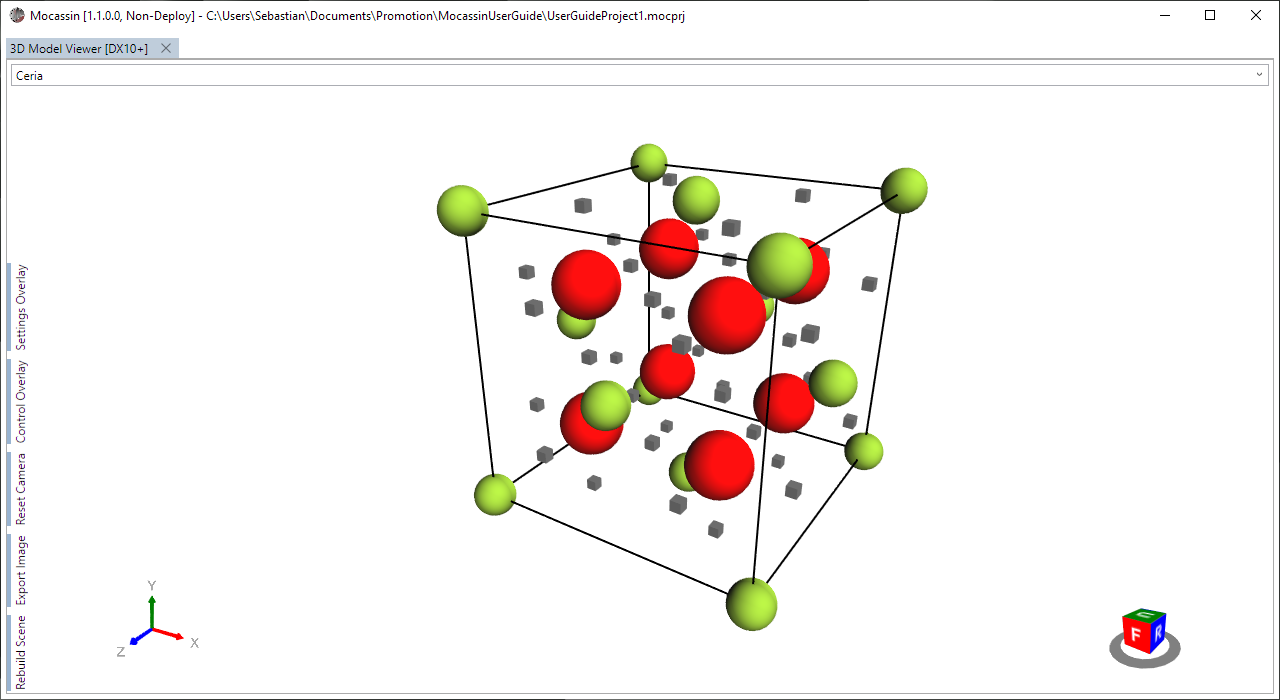 Mocassin [1.1.0.0, Non-Deploy] - C:\Users\Sebastian\Documents\Promotion\MocassinUserGuide\UserGuideProject1.mocprj
3D Model Viewer [DX10+]
Ceria
Settings Overlay
Control Overlay
Reset Camera
Export Image
Rebuild Scene
Y
X
Z
U
F
R